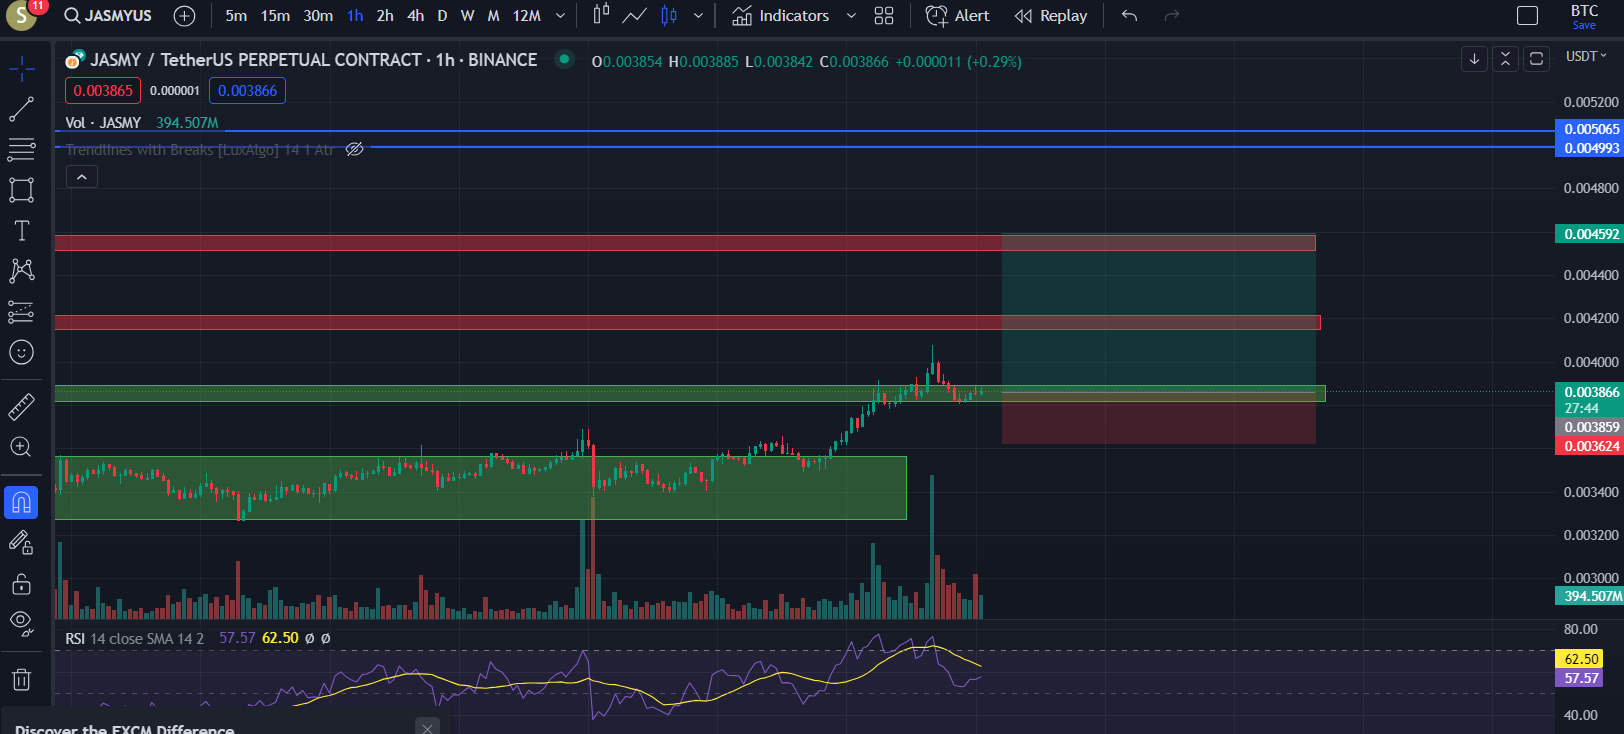 S 11 JASMYUS 5m 15m 30m 1h 2h 4h D W M 12M Indicators Alert Replay BTC
Save
JASMY / TetherUS PERPETUAL CONTRACT · 1h · BINANCE O0.003854 H0.003885 L0.003842 C0.003866 +0.000011 (+0.29%) USDT
0.003865 0.000001 0.003866
Vol · JASMY 394.507M
Trendlines with Breaks [LuxAlgo] 14 1 Atr
0.005200
0.005065
0.004993
0.004800
0.004592
0.004400
0.004200
0.004000
0.003866
27:44
0.003859
0.003624
0.003400
0.003200
0.003000
394.507M
RSI 14 close SMA 14 2 57.57 62.50 Ø Ø
80.00
62.50
57.57
40.00
Discover the FXCM Difference